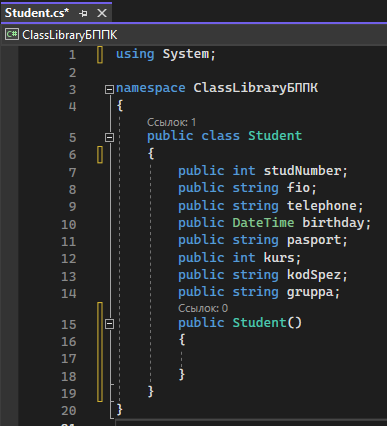 Student.cs*
ClassLibraryБППК
1 using System;
2
3 namespace ClassLibraryБППК
4 {
Ссылок: 1
5 public class Student
6 {
7 public int studNumber;
8 public string fio;
9 public string telephone;
10 public DateTime birthday;
11 public string pasport;
12 public int kurs;
13 public string kodSpez;
14 public string gruppa;
Ссылок: 0
15 public Student()
16 {
17
18 }
19 }
20 }